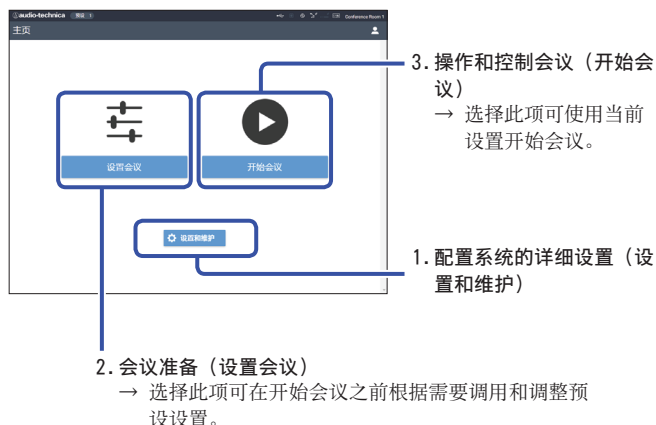 audio-technica 预设 1 Conference Room 1
主页
设置会议
开始会议
设置和维护
3.操作和控制会议（开始会
议）
→ 选择此项可使用当前
设置开始会议。
1.配置系统的详细设置（设
置和维护）
2.会议准备（设置会议）
→ 选择此项可在开始会议之前根据需要调用和调整预
设设置。